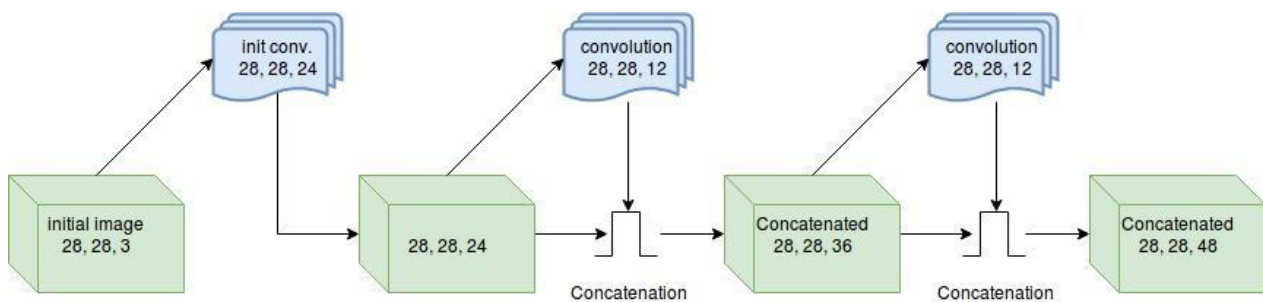 init conv.
28, 28, 24
convolution
28, 28, 12
convolution
28, 28, 12
initial image
28, 28, 3
28, 28, 24
Concatenated
28, 28, 36
Concatenated
28, 28, 48
Concatenation
Concatenation